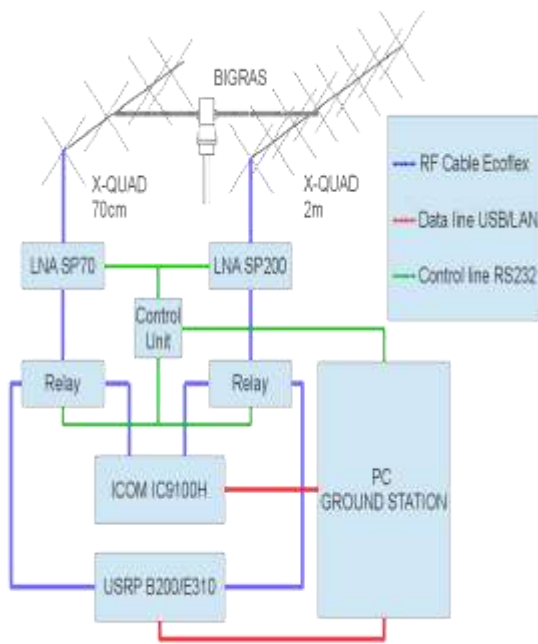 BIGRAS
X-QUAD
70cm
X-QUAD
2m
RF Cable Ecoflex
Data line USB/LAN
Control line RS232
LNA SP70
LNA SP200
Control
Unit
Relay
Relay
ICOM IC9100H
PC
GROUND STATION
USRP B200/E310